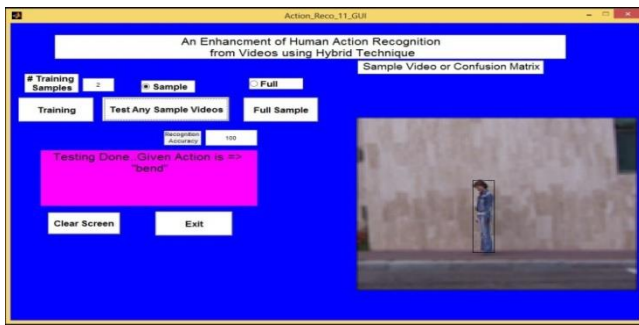 Action_Reco_11_GUI
An Enhancment of Human Action Recognition
from Videos using Hybrid Technique
Sample Video or Confusion Matrix
# Training
Samples
2
Sample
Full
Training
Test Any Sample Videos
Full Sample
Recognition
Accuracy
100
Testing Done..Given Action is =>
"bend"
Clear Screen
Exit